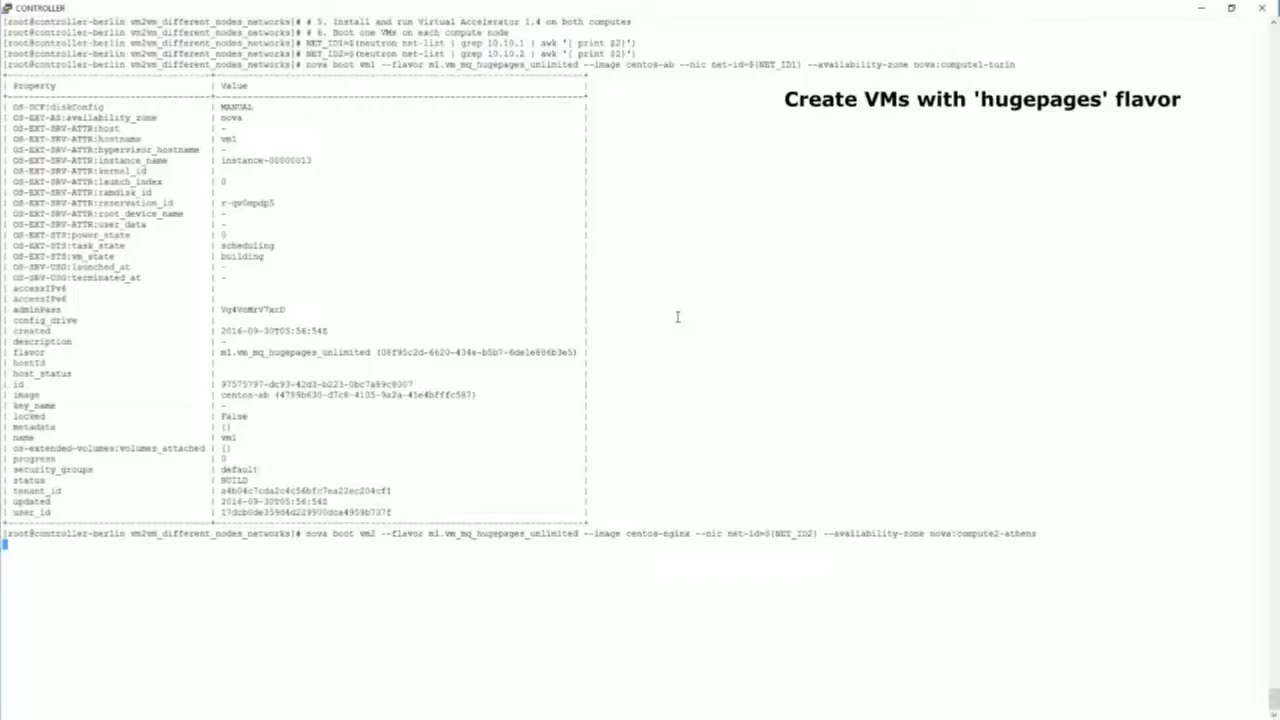 CONTROLLER
[root@controller-berlin vm2vm_different_nodes_networks]# # 5. Install and run Virtual Accelerator 1.4 on both computes
[root@controller-berlin vm2vm_different_nodes_networks]# # 6. Boot one VMs on each compute node
[root@controller-berlin vm2vm_different_nodes_networks]# NET_ID1=$(neutron net-list | grep 10.10.1 | awk '{ print $2}')
[root@controller-berlin vm2vm_different_nodes_networks]# NET_ID2=$(neutron net-list | grep 10.10.2 | awk '{ print $2}')
[root@controller-berlin vm2vm_different_nodes_networks]# nova boot vm1 --flavor m1.vm_mq_hugepages_unlimited --image centos-ab --nic net-id=${NET_ID1} --availability-zone nova:compute1-turin
| Property | Value |
Create VMs with 'hugepages' flavor
| OS-DCF:diskConfig | MANUAL |
| OS-EXT-AZ:availability_zone | nova |
| OS-EXT-SRV-ATTR:host | - |
| OS-EXT-SRV-ATTR:hostname | vm1 |
| OS-EXT-SRV-ATTR:hypervisor_hostname | - |
| OS-EXT-SRV-ATTR:instance_name | instance-00000013 |
| OS-EXT-SRV-ATTR:kernel_id | |
| OS-EXT-SRV-ATTR:launch_index | 0 |
| OS-EXT-SRV-ATTR:ramdisk_id | |
| OS-EXT-SRV-ATTR:reservation_id | |
| OS-EXT-SRV-ATTR:root_device_name | - |
| OS-EXT-SRV-ATTR:user_data | - |
| OS-EXT-STS:power_state | 0 |
| OS-EXT-STS:task_state | scheduling |
| OS-EXT-STS:vm_state | building |
| OS-SRV-USG:launched_at | - |
| OS-SRV-USG:terminated_at | - |
| accessIPv4 | |
| accessIPv6 | |
| adminPass | |
| config_drive | |
| created | 2016-09-30T05:56:54Z |
| description | - |
| flavor | m1.vm_mq_hugepages_unlimited |
| hostId | |
| host_status | |
| id | |
| image | centos-ab |
| key_name | - |
| locked | False |
| metadata | {} |
| name | vm1 |
| os-extended-volumes:volumes_attached | [] |
| progress | 0 |
| security_groups | default |
| status | BUILD |
| tenant_id | |
| updated | 2016-09-30T05:56:54Z |
| user_id | |
[root@controller-berlin vm2vm_different_nodes_networks]# nova boot vm2 --flavor m1.vm_mq_hugepages_unlimited --image centos-nginx --nic net-id=${NET_ID2} --availability-zone nova:compute2-athens